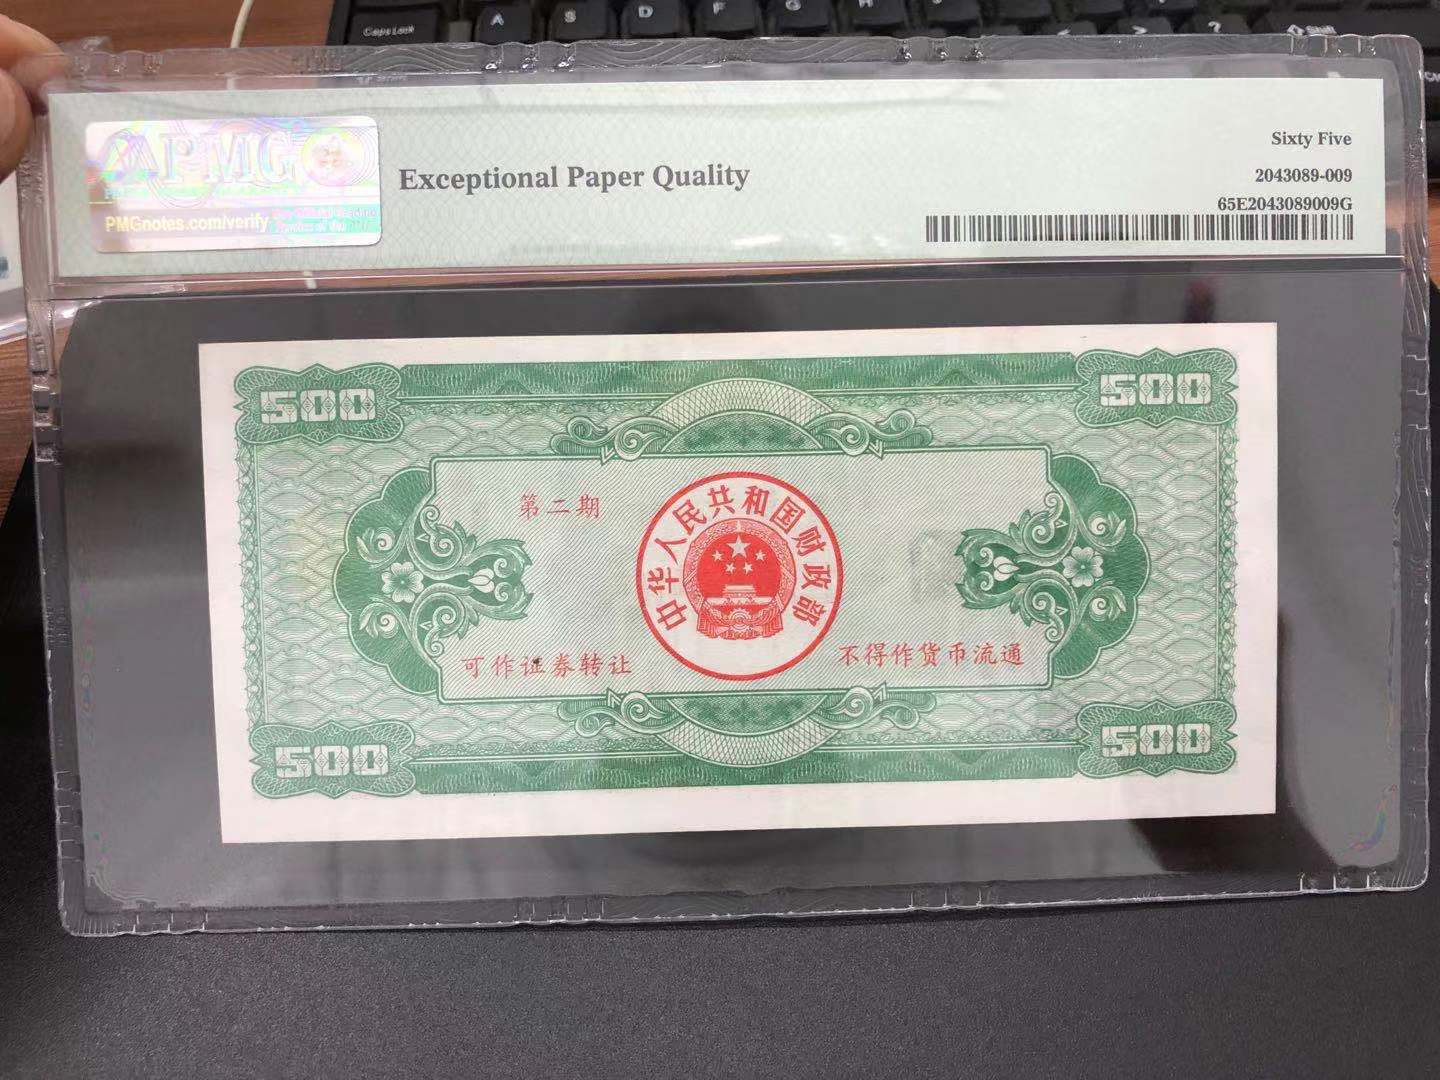 Caps Lock
A
S
D
F
G
H
J
K
PMG
PMGnotes.com/verify
Exceptional Paper Quality
Sixty Five
2043089-009
65E2043089009G
500
500
第二期
中华人民共和国财政部
可作证券转让
不得作货币流通
500
500